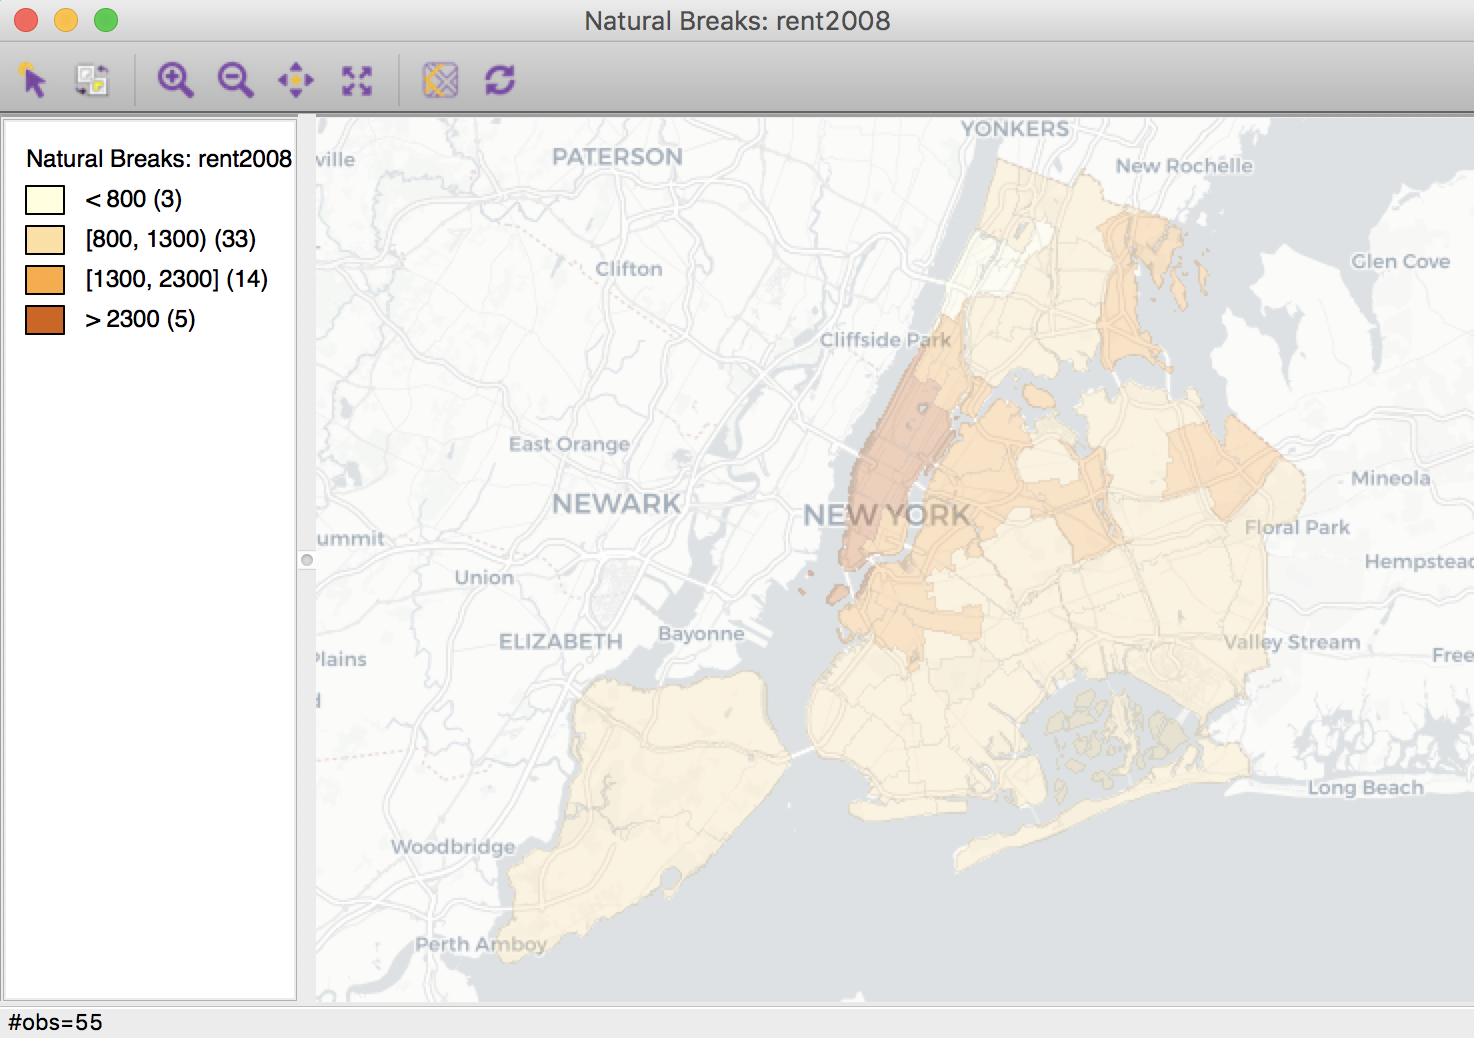 Natural Breaks: rent2008
Natural Breaks: rent2008
< 800 (3)
[800, 1300) (33)
[1300, 2300] (14)
> 2300 (5)
YONKERS
ville
PATERSON
New Rochelle
Clifton
Glen Cove
Cliffside Park
East Orange
Mineola
NEWARK
NEW YORK
Floral Park
ummit
Hempstead
Union
ELIZABETH
Bayonne
Valley Stream
Plains
Free
d
Long Beach
Woodbridge
Perth Amboy
#obs=55